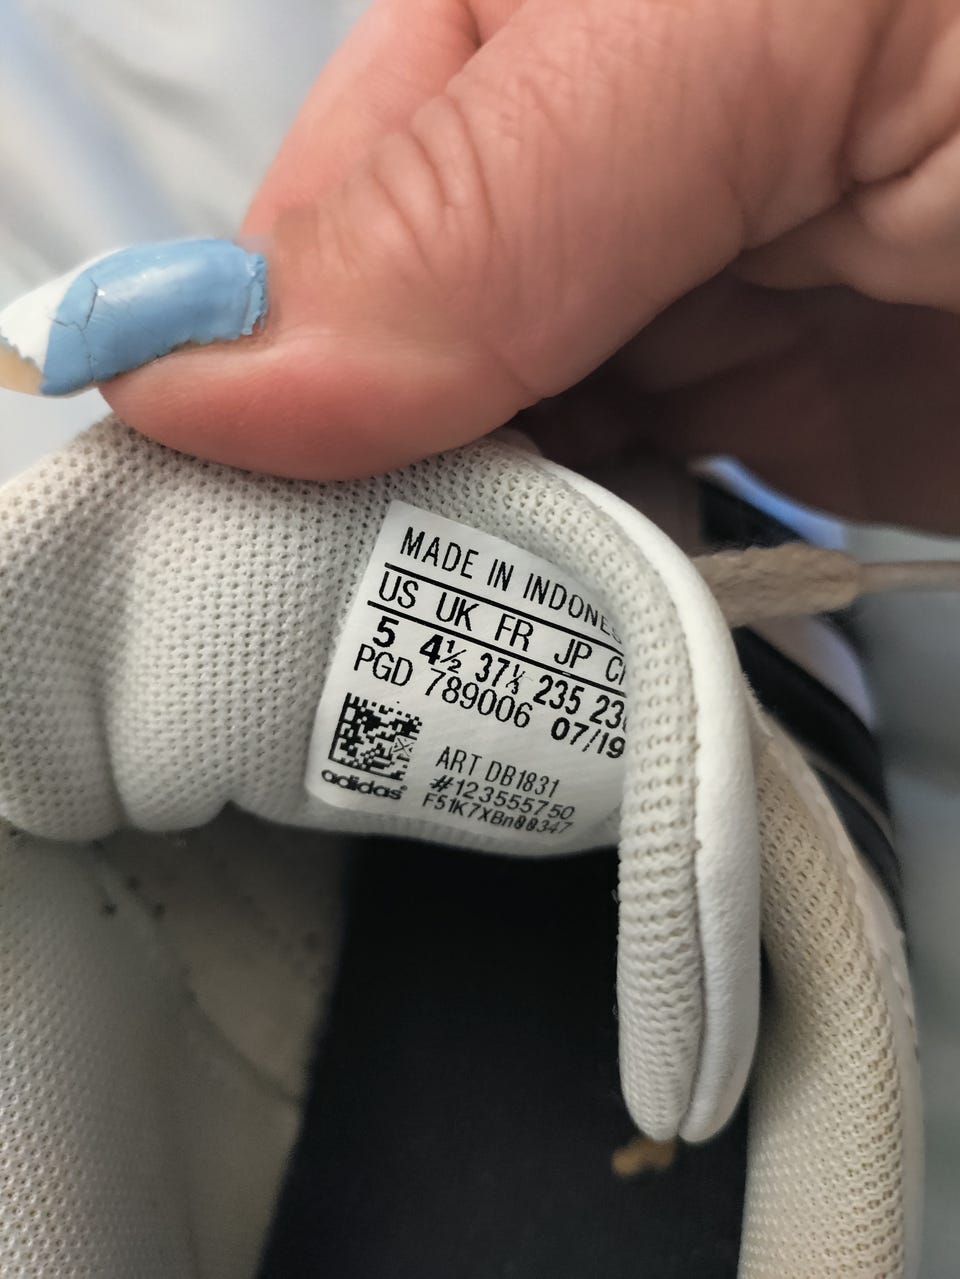 MADE IN INDONES
US UK FR JP C
5 4½ 37⅓ 235 23
PGD 789006 07/19
ART DB1831
#123555750
F51K7XBn00347
adidas